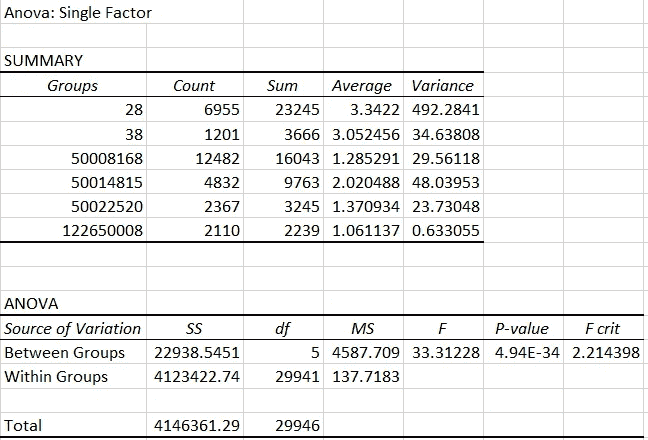 Anova: Single Factor
SUMMARY
Groups Count Sum Average Variance
28 6955 23245 3.3422 492.2841
38 1201 3666 3.052456 34.63808
50008168 12482 16043 1.285291 29.56118
50014815 4832 9763 2.020488 48.03953
50022520 2367 3245 1.370934 23.73048
122650008 2110 2239 1.061137 0.633055
ANOVA
Source of Variation SS df MS F P-value F crit
Between Groups 22938.5451 5 4587.709 33.31228 4.94E-34 2.214398
Within Groups 4123422.74 29941 137.7183
Total 4146361.29 29946